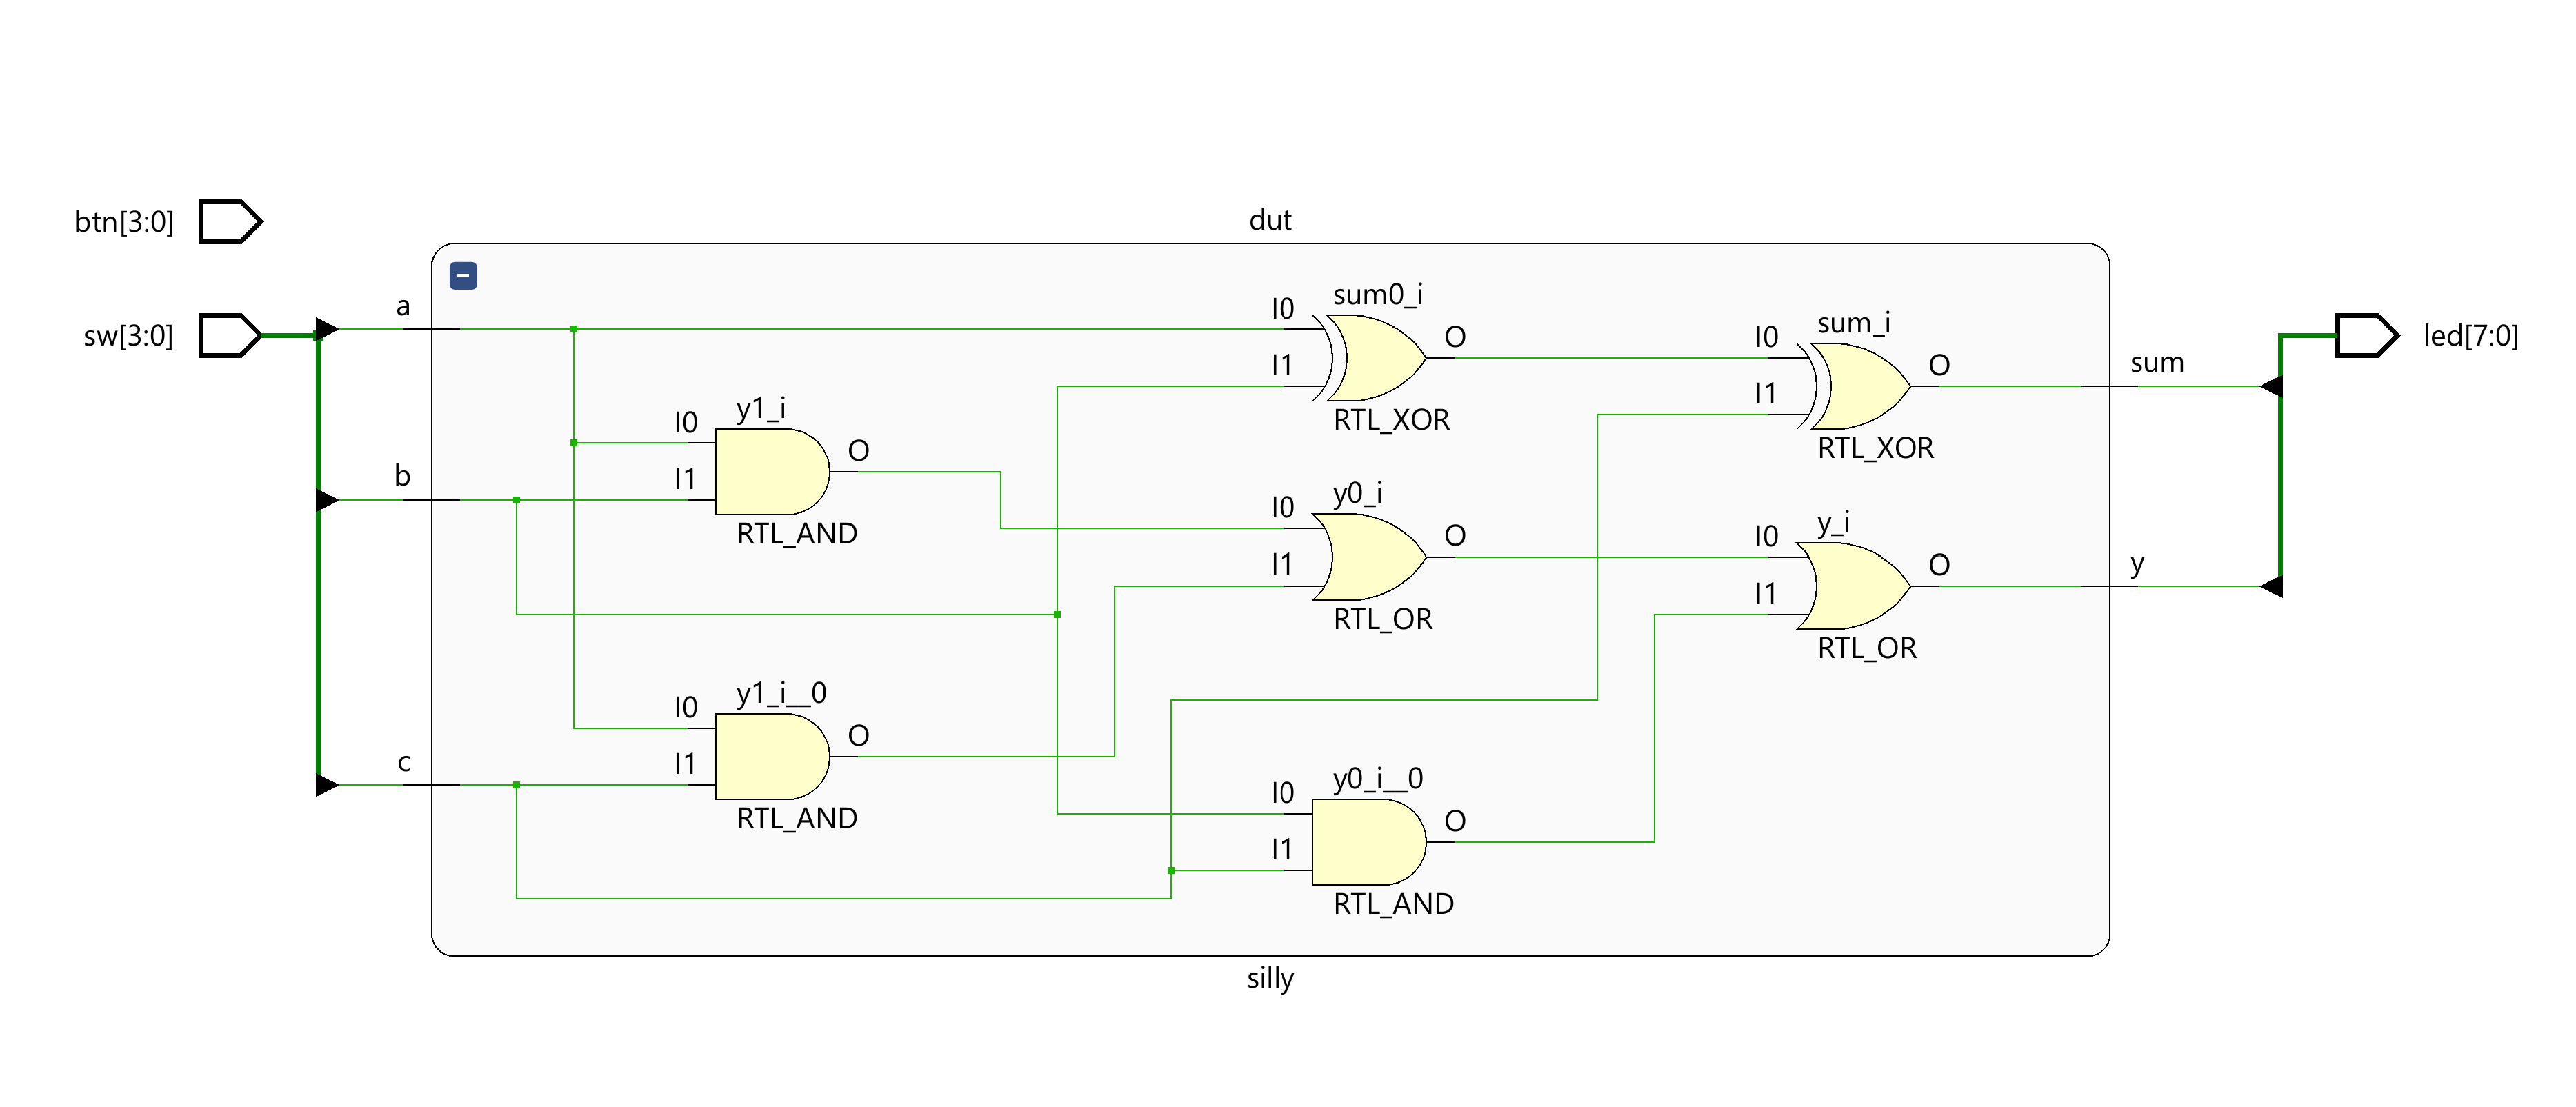 dut
btn[3:0]
sw[3:0]
a
b
c
I0
I1
y1_i
O
RTL_AND
I0
I1
y1_i__0
O
RTL_AND
I0
I1
sum0_i
O
RTL_XOR
I0
I1
y0_i
O
RTL_OR
I0
I1
y0_i__0
O
RTL_AND
I0
I1
sum_i
O
RTL_XOR
I0
I1
y_i
O
RTL_OR
sum
y
led[7:0]
silly